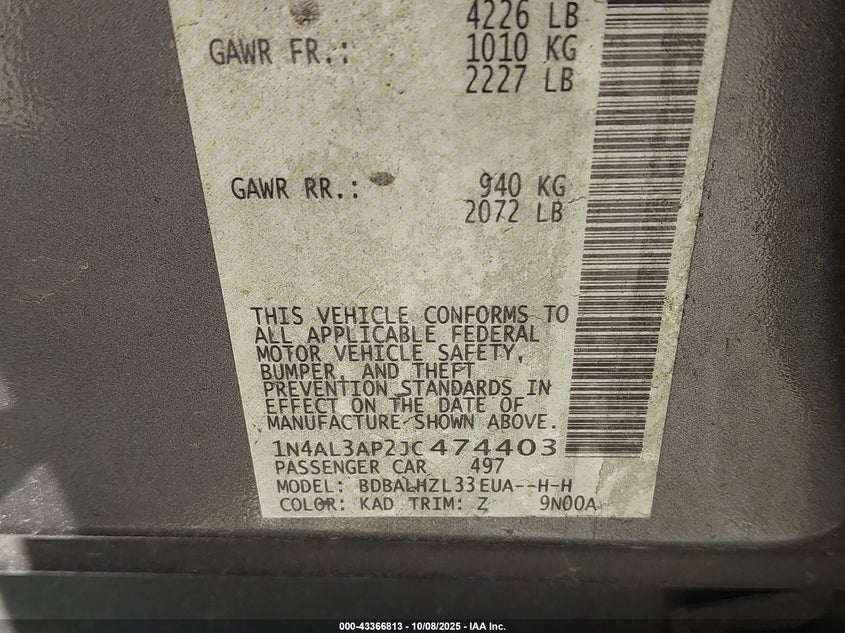 4226 LB
GAWR FR.: 1010 KG
2227 LB
GAWR RR.: 940 KG
2072 LB
THIS VEHICLE CONFORMS TO
ALL APPLICABLE FEDERAL
MOTOR VEHICLE SAFETY,
BUMPER, AND THEFT
PREVENTION STANDARDS IN
EFFECT ON THE DATE OF
MANUFACTURE SHOWN ABOVE.
1N4AL3AP2JC474403
PASSENGER CAR 497
MODEL: BDBALHZL33EUA--H-H
COLOR: KAD TRIM: Z 9N00A
000-43366813 - 10/08/2025 - IAA Inc.